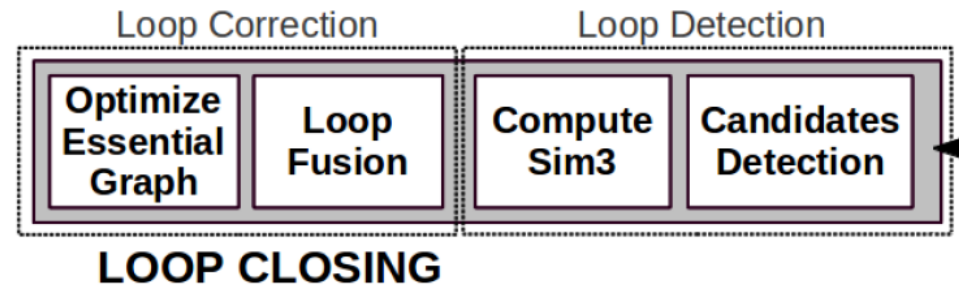 Loop Correction
Loop Detection
Optimize
Essential
Graph
Loop
Fusion
Compute
Sim3
Candidates
Detection
LOOP CLOSING